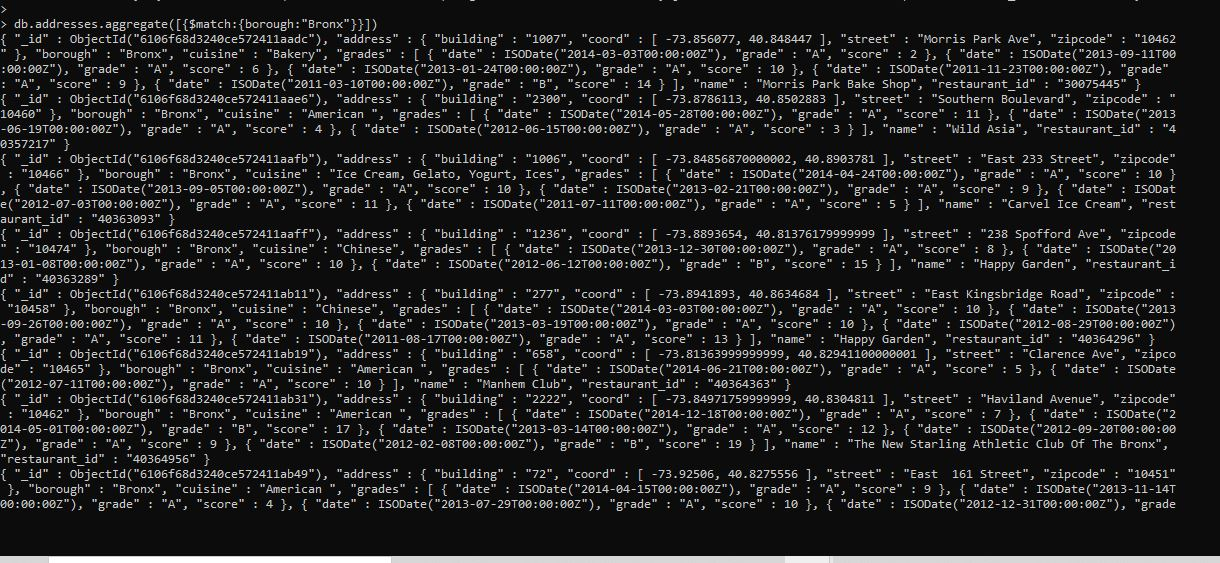 >
> db.addresses.aggregate([{$match:{borough:"Bronx"}}])
{ "_id" : ObjectId("6106f68d3240ce572411aadc"), "address" : { "building" : "1007", "coord" : [ -73.856077, 40.848447 ], "street" : "Morris Park Ave", "zipcode" : "10462
" }, "borough" : "Bronx", "cuisine" : "Bakery", "grades" : [ { "date" : ISODate("2014-03-03T00:00:00Z"), "grade" : "A", "score" : 2 }, { "date" : ISODate("2013-09-11T00
:00:00Z"), "grade" : "A", "score" : 6 }, { "date" : ISODate("2013-01-24T00:00:00Z"), "grade" : "A", "score" : 10 }, { "date" : ISODate("2011-11-23T00:00:00Z"), "grade"
: "A", "score" : 9 }, { "date" : ISODate("2011-03-10T00:00:00Z"), "grade" : "B", "score" : 14 } ], "name" : "Morris Park Bake Shop", "restaurant_id" : "30075445" }
{ "_id" : ObjectId("6106f68d3240ce572411aae6"), "address" : { "building" : "2300", "coord" : [ -73.8786113, 40.8502883 ], "street" : "Southern Boulevard", "zipcode" : "
10460" }, "borough" : "Bronx", "cuisine" : "American ", "grades" : [ { "date" : ISODate("2014-05-28T00:00:00Z"), "grade" : "A", "score" : 11 }, { "date" : ISODate("2013
-06-19T00:00:00Z"), "grade" : "A", "score" : 4 }, { "date" : ISODate("2012-06-15T00:00:00Z"), "grade" : "A", "score" : 3 } ], "name" : "Wild Asia", "restaurant_id" : "4
0357217" }
{ "_id" : ObjectId("6106f68d3240ce572411aafb"), "address" : { "building" : "1006", "coord" : [ -73.84856870000002, 40.8903781 ], "street" : "East 233 Street", "zipcode"
 : "10466" }, "borough" : "Bronx", "cuisine" : "Ice Cream, Gelato, Yogurt, Ices", "grades" : [ { "date" : ISODate("2014-04-24T00:00:00Z"), "grade" : "A", "score" : 10 }
, { "date" : ISODate("2013-09-05T00:00:00Z"), "grade" : "A", "score" : 10 }, { "date" : ISODate("2013-02-21T00:00:00Z"), "grade" : "A", "score" : 9 }, { "date" : ISODat
e("2012-07-03T00:00:00Z"), "grade" : "A", "score" : 11 }, { "date" : ISODate("2011-07-11T00:00:00Z"), "grade" : "A", "score" : 5 } ], "name" : "Carvel Ice Cream", "rest
aurant_id" : "40363093" }
{ "_id" : ObjectId("6106f68d3240ce572411aaff"), "address" : { "building" : "1236", "coord" : [ -73.8893654, 40.81376179999999 ], "street" : "238 Spofford Ave", "zipcode
" : "10474" }, "borough" : "Bronx", "cuisine" : "Chinese", "grades" : [ { "date" : ISODate("2013-12-30T00:00:00Z"), "grade" : "A", "score" : 8 }, { "date" : ISODate("20
13-01-08T00:00:00Z"), "grade" : "A", "score" : 10 }, { "date" : ISODate("2012-06-12T00:00:00Z"), "grade" : "B", "score" : 15 } ], "name" : "Happy Garden", "restaurant_i
d" : "40363289" }
{ "_id" : ObjectId("6106f68d3240ce572411ab11"), "address" : { "building" : "277", "coord" : [ -73.8941893, 40.8634684 ], "street" : "East Kingsbridge Road", "zipcode" :
 "10458" }, "borough" : "Bronx", "cuisine" : "Chinese", "grades" : [ { "date" : ISODate("2014-03-03T00:00:00Z"), "grade" : "A", "score" : 10 }, { "date" : ISODate("2013
-09-26T00:00:00Z"), "grade" : "A", "score" : 10 }, { "date" : ISODate("2013-03-19T00:00:00Z"), "grade" : "A", "score" : 10 }, { "date" : ISODate("2012-08-29T00:00:00Z")
, "grade" : "A", "score" : 11 }, { "date" : ISODate("2011-08-17T00:00:00Z"), "grade" : "A", "score" : 13 } ], "name" : "Happy Garden", "restaurant_id" : "40364296" }
{ "_id" : ObjectId("6106f68d3240ce572411ab19"), "address" : { "building" : "658", "coord" : [ -73.81363999999999, 40.82941100000001 ], "street" : "Clarence Ave", "zipco
de" : "10465" }, "borough" : "Bronx", "cuisine" : "American ", "grades" : [ { "date" : ISODate("2014-06-21T00:00:00Z"), "grade" : "A", "score" : 5 }, { "date" : ISODate
("2012-07-11T00:00:00Z"), "grade" : "A", "score" : 10 } ], "name" : "Manhem Club", "restaurant_id" : "40364363" }
{ "_id" : ObjectId("6106f68d3240ce572411ab31"), "address" : { "building" : "2222", "coord" : [ -73.84971759999999, 40.8304811 ], "street" : "Haviland Avenue", "zipcode"
 : "10462" }, "borough" : "Bronx", "cuisine" : "American ", "grades" : [ { "date" : ISODate("2014-12-18T00:00:00Z"), "grade" : "A", "score" : 7 }, { "date" : ISODate("2
014-05-01T00:00:00Z"), "grade" : "B", "score" : 17 }, { "date" : ISODate("2013-03-14T00:00:00Z"), "grade" : "A", "score" : 12 }, { "date" : ISODate("2012-09-20T00:00:00
Z"), "grade" : "A", "score" : 9 }, { "date" : ISODate("2012-02-08T00:00:00Z"), "grade" : "B", "score" : 19 } ], "name" : "The New Starling Athletic Club Of The Bronx",
"restaurant_id" : "40364956" }
{ "_id" : ObjectId("6106f68d3240ce572411ab49"), "address" : { "building" : "72", "coord" : [ -73.92506, 40.8275556 ], "street" : "East  161 Street", "zipcode" : "10451"
 }, "borough" : "Bronx", "cuisine" : "American ", "grades" : [ { "date" : ISODate("2014-04-15T00:00:00Z"), "grade" : "A", "score" : 9 }, { "date" : ISODate("2013-11-14T
00:00:00Z"), "grade" : "A", "score" : 4 }, { "date" : ISODate("2013-07-29T00:00:00Z"), "grade" : "A", "score" : 10 }, { "date" : ISODate("2012-12-31T00:00:00Z"), "grade